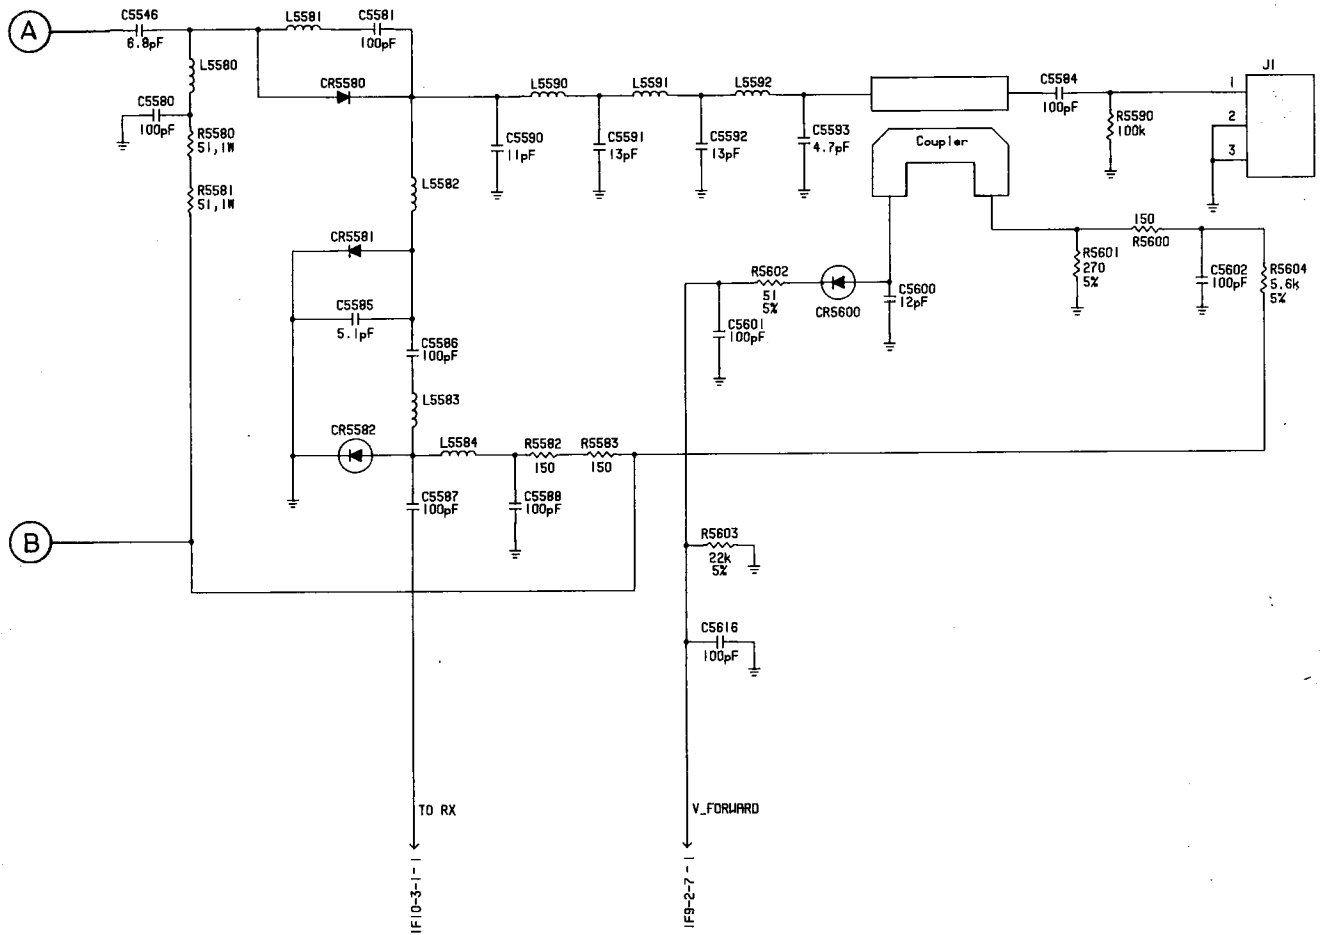 A
C5546
6.8pF
L5581
C5581
100pF
L5580
C5580
100pF
R5580
51,1W
R5581
51,1W
CR5580
L5590
L5591
L5592
C5590
11pF
C5591
13pF
C5592
13pF
C5593
4.7pF
Coupler
C5584
100pF
R5590
100k
J1
1
2
3
L5582
CR5581
C5585
5.1pF
C5586
100pF
L5583
CR5582
L5584
R5582
150
R5583
150
C5587
100pF
C5588
100pF
R5602
51
5%
CR5600
C5600
12pF
C5601
100pF
R5601
270
5%
150
R5600
C5602
100pF
R5604
5.6k
5%
B
R5603
22k
5%
C5616
100pF
TO RX
V_FORWARD
1F10-3-1-1
1F9-2-7-1